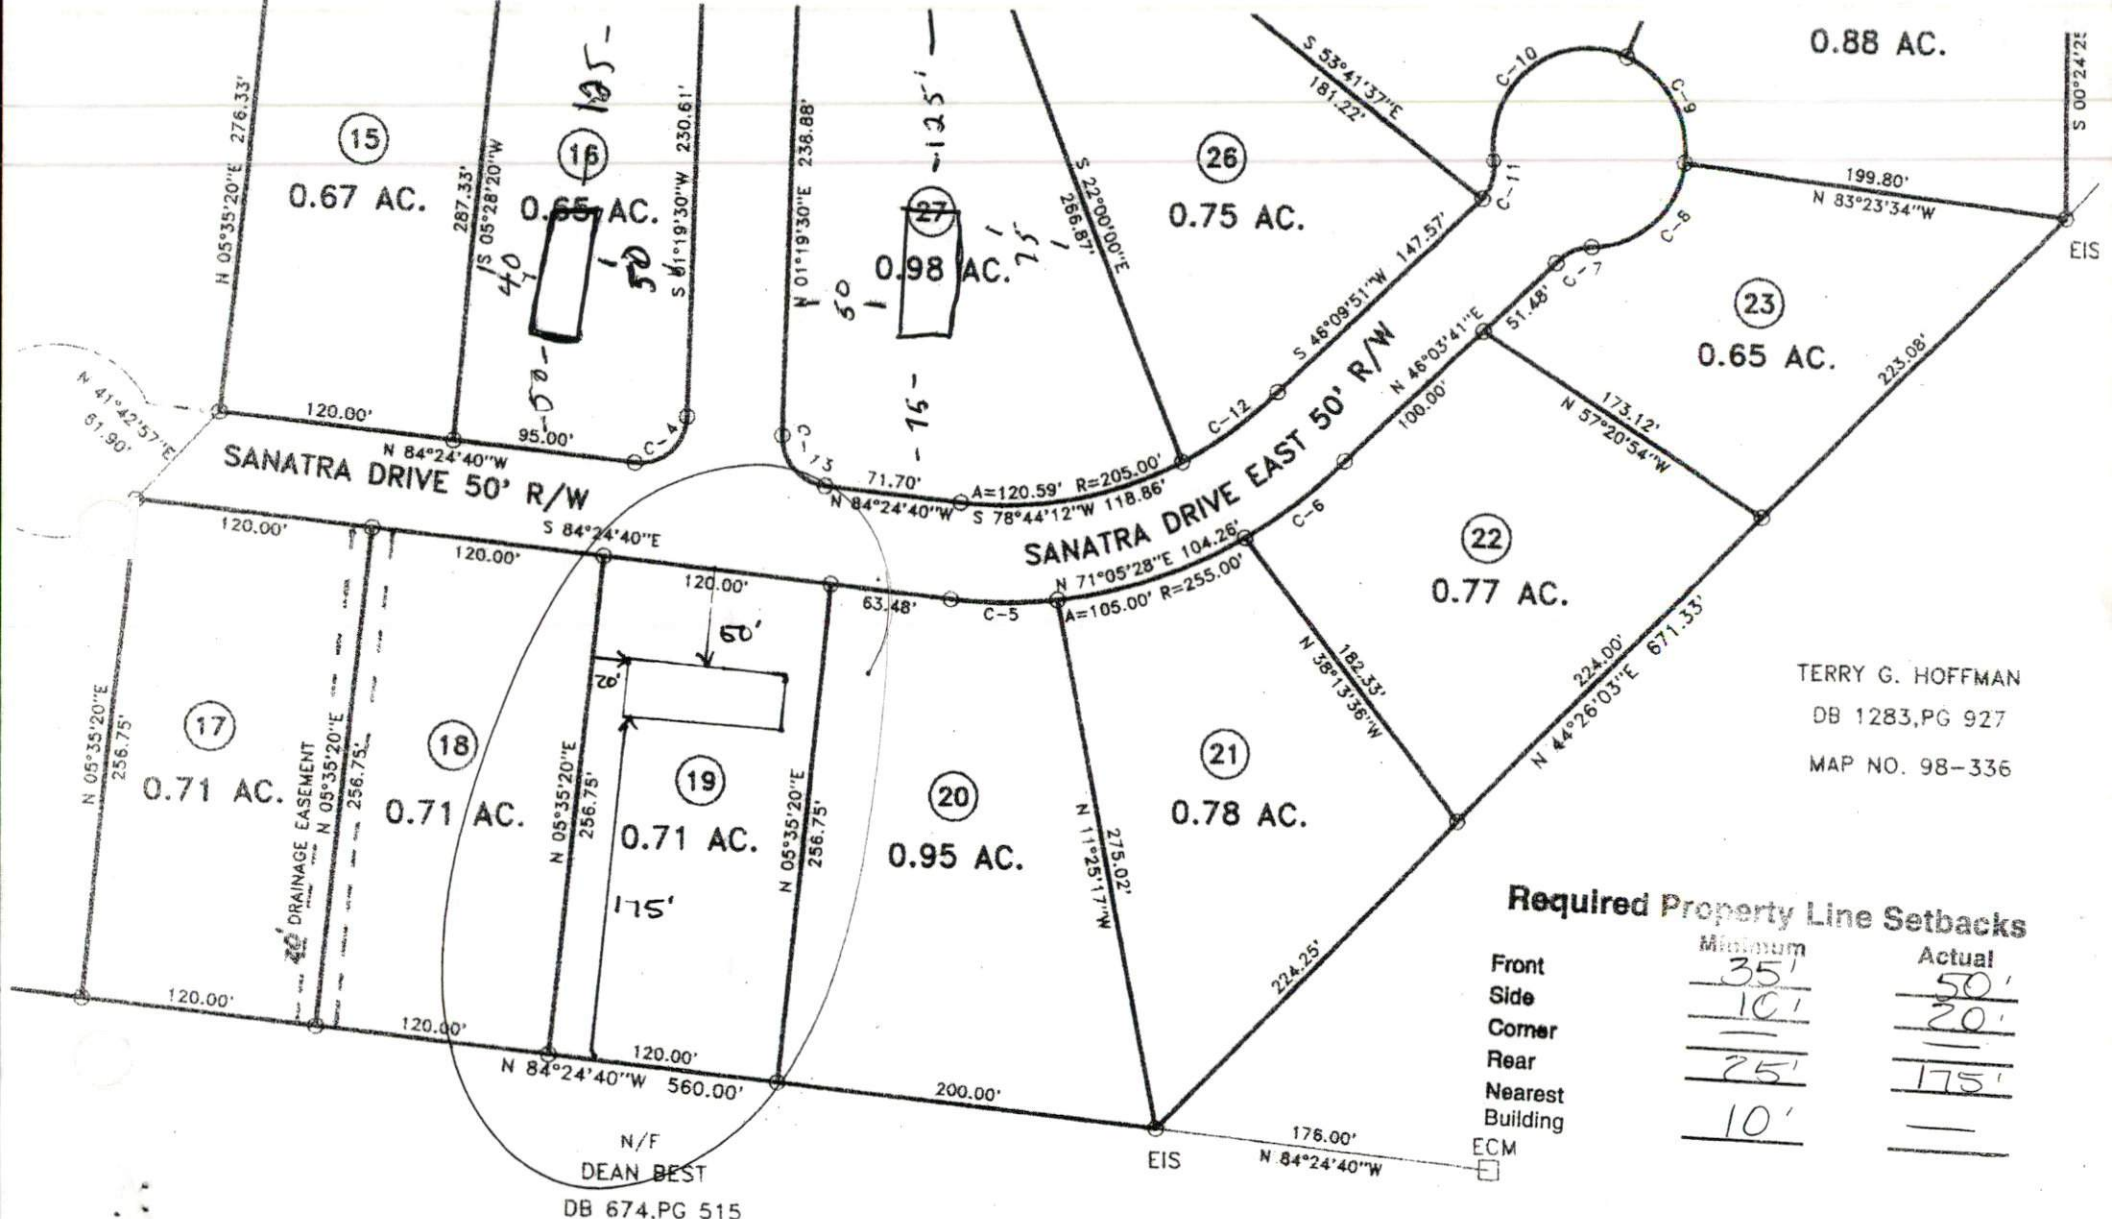 N 05°35'20"E 276.33'
15
0.67 AC.
287.33'
S 05°28'20"W
125
16
0.65 AC.
40
50
50
S 01°19'30"W 230.61'
N 01°19'30"E 238.88'
125'
27
0.98 AC.
50
75
75
S 22°00'00"E
266.87'
26
0.75 AC.
S 53°41'37"E
181.22'
C-10
C-9
C-11
C-8
C-7
0.88 AC.
S 00°24'25
199.80'
N 83°23'34"W
EIS
23
0.65 AC.
223.08'
S 46°09'51"W 147.57'
51.48'
N 46°03'41"E
100.00'
173.12'
N 57°20'54"W
N 41°42'57"E
61.90'
120.00'
95.00'
N 84°24'40"W
C-4
C-13
71.70'
N 84°24'40"W
A=120.59' R=205.00'
S 78°44'12"W 118.86'
C-12
SANATRA DRIVE 50' R/W
SANATRA DRIVE EAST 50' R/W
S 84°24'40"E
120.00'
120.00'
120.00'
63.48'
C-5
N 71°05'28"E 104.26'
A=105.00' R=255.00'
C-6
22
0.77 AC.
50'
20'
N 05°35'20"E
256.75'
17
0.71 AC.
40' DRAINAGE EASEMENT
N 05°35'20"E
256.75'
18
0.71 AC.
N 05°35'20"E
256.75'
19
0.71 AC.
175'
N 05°35'20"E
256.75'
20
0.95 AC.
N 11°25'17"W
275.02'
21
0.78 AC.
182.33'
N 38°13'36"W
224.00'
N 44°26'03"E 671.33'
224.25'
TERRY G. HOFFMAN
DB 1283,PG 927
MAP NO. 98-336
120.00'
120.00'
120.00'
N 84°24'40"W 560.00'
200.00'
N/F
DEAN BEST
DB 674,PG 515
EIS
176.00'
N 84°24'40"W
ECM
Required Property Line Setbacks
Minimum Actual
Front 35' 50'
Side 10' 20'
Corner — —
Rear 25' 175'
Nearest
Building 10' —